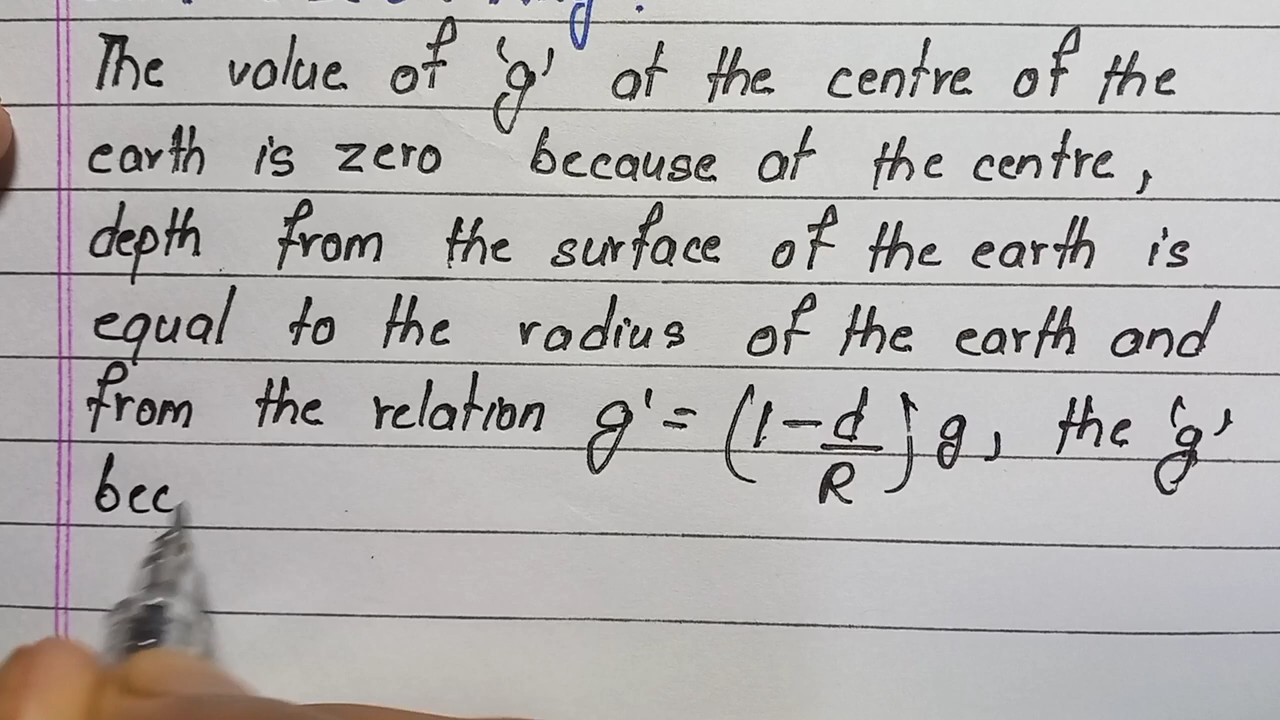 The value of 'g' at the centre of the
earth is zero because at the centre,
depth from the surface of the earth is
equal to the radius of the earth and
from the relation g' = (1-d/R)g, the 'g'
bec